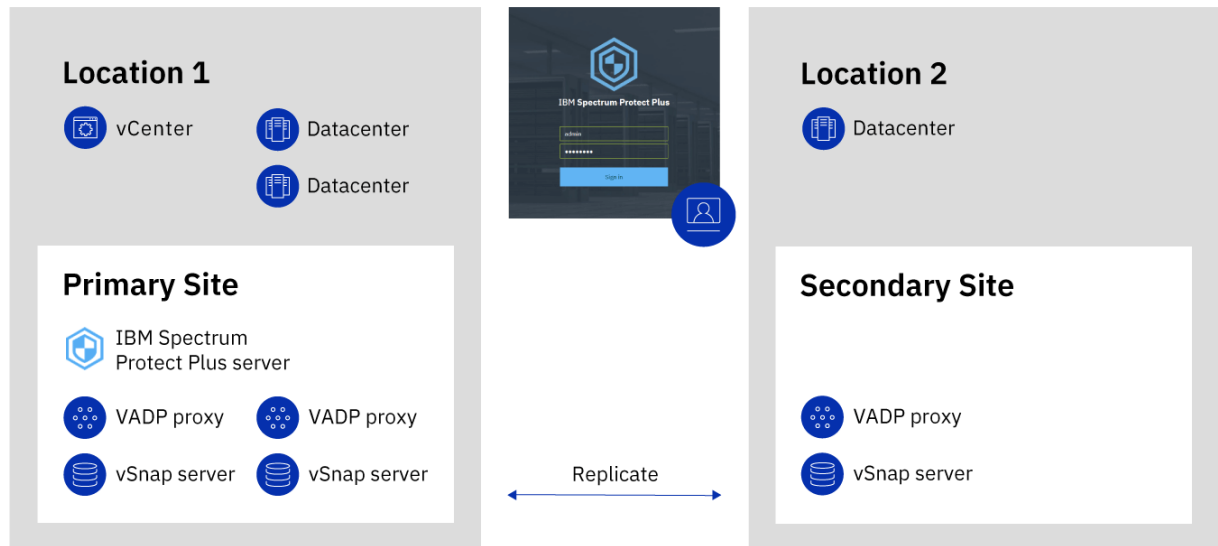 Location 1
vCenter
Datacenter
Datacenter
Primary Site
IBM Spectrum
Protect Plus server
VADP proxy
VADP proxy
vSnap server
vSnap server
IBM Spectrum Protect Plus
admin
••••••••
Sign In
Replicate
Location 2
Datacenter
Secondary Site
VADP proxy
vSnap server